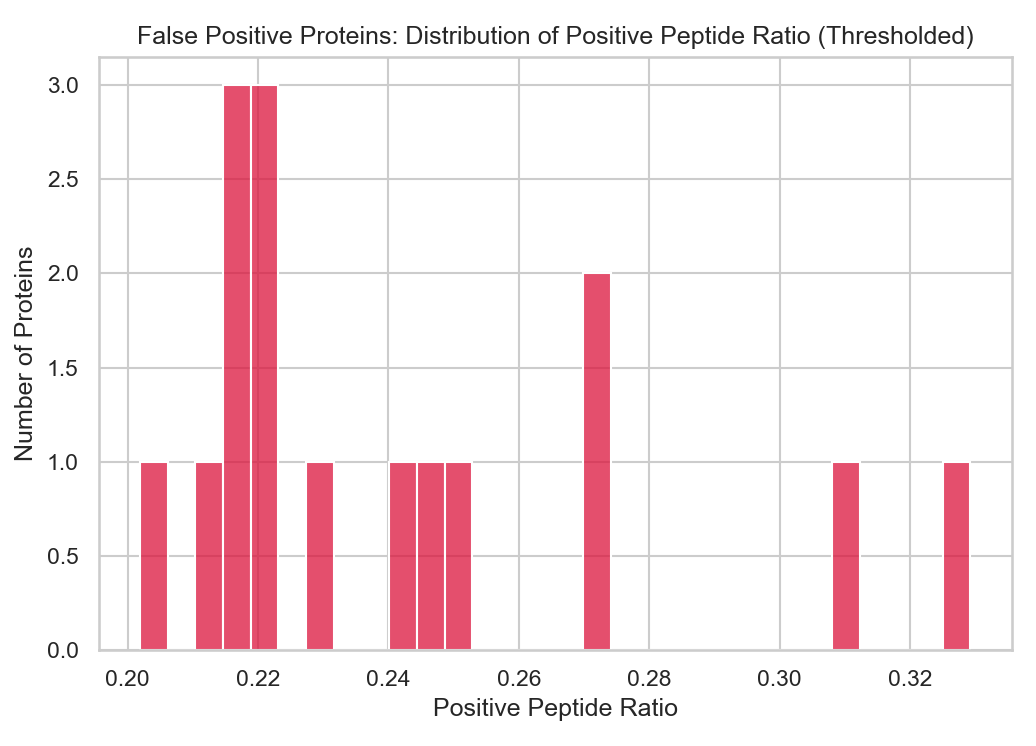 False Positive Proteins: Distribution of Positive Peptide Ratio (Thresholded)
Number of Proteins
3.0
2.5
2.0
1.5
1.0
0.5
0.0
0.20 0.22 0.24 0.26 0.28 0.30 0.32
Positive Peptide Ratio